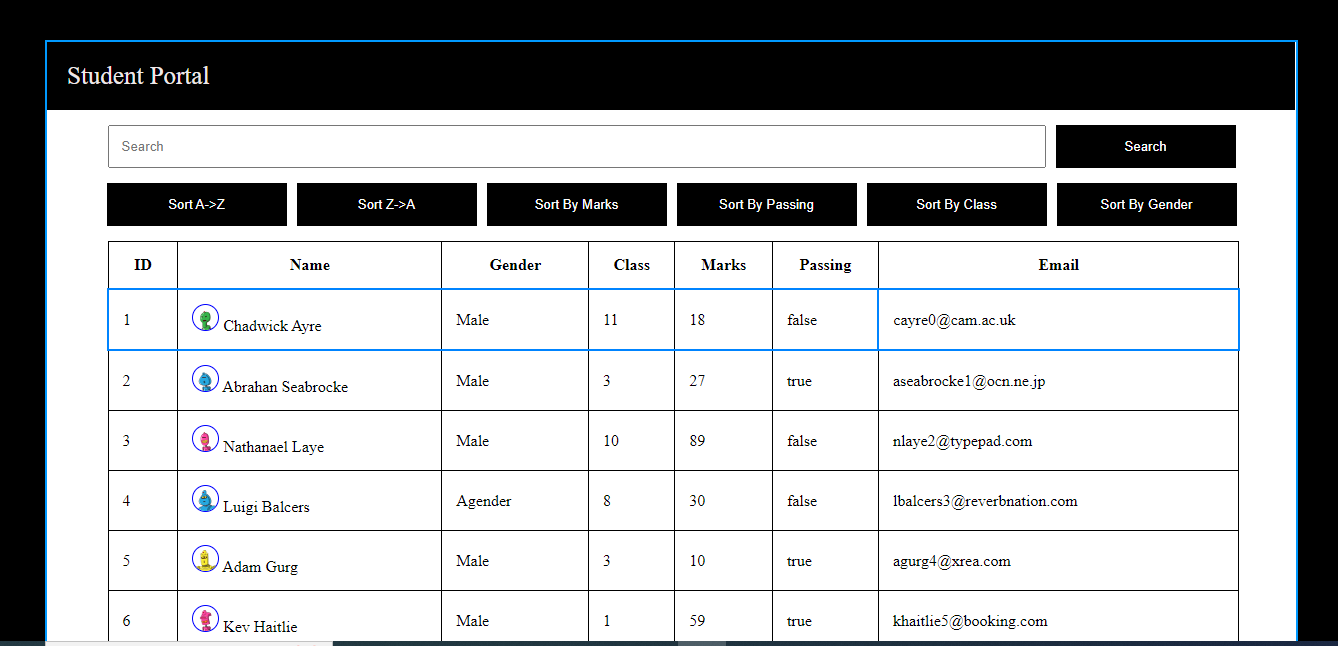 Student Portal
Search Search
Sort A->Z Sort Z->A Sort By Marks Sort By Passing Sort By Class Sort By Gender
ID Name Gender Class Marks Passing Email
1 Chadwick Ayre Male 11 18 false cayre0@cam.ac.uk
2 Abrahan Seabrocke Male 3 27 true aseabrocke1@ocn.ne.jp
3 Nathanael Laye Male 10 89 false nlaye2@typepad.com
4 Luigi Balcers Agender 8 30 false lbalcers3@reverbnation.com
5 Adam Gurg Male 3 10 true agurg4@xrea.com
6 Kev Haitlie Male 1 59 true khaitlie5@booking.com